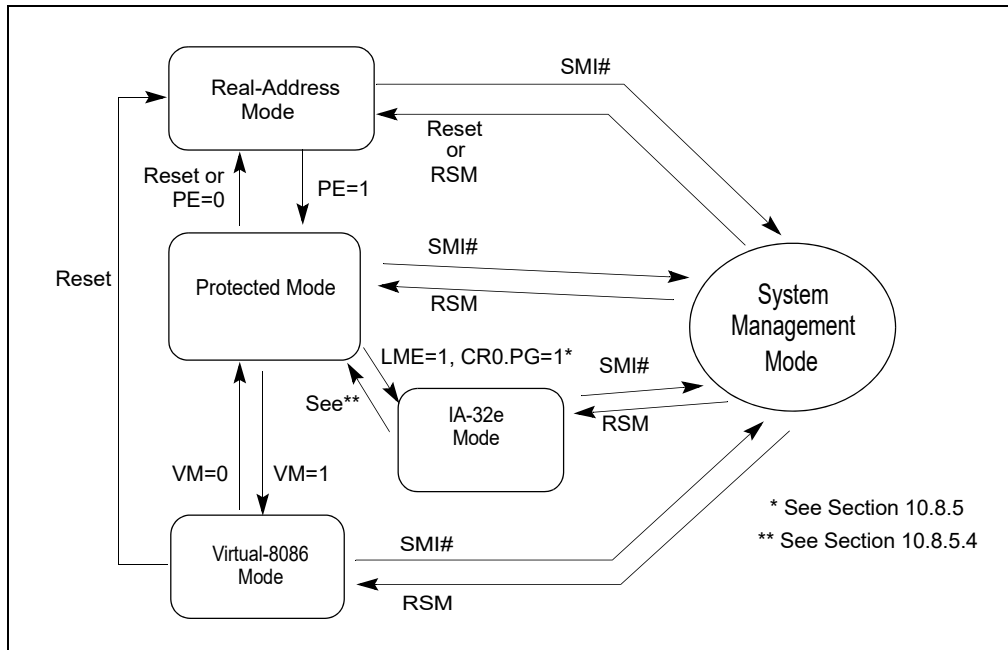 SMI#
Real-Address
Mode
Reset
or
RSM
Reset or
PE=0
PE=1
SMI#
Reset
Protected Mode
RSM
System
Management
Mode
LME=1, CR0.PG=1*
SMI#
See**
IA-32e
Mode
RSM
VM=0
VM=1
* See Section 10.8.5
** See Section 10.8.5.4
Virtual-8086
Mode
SMI#
RSM